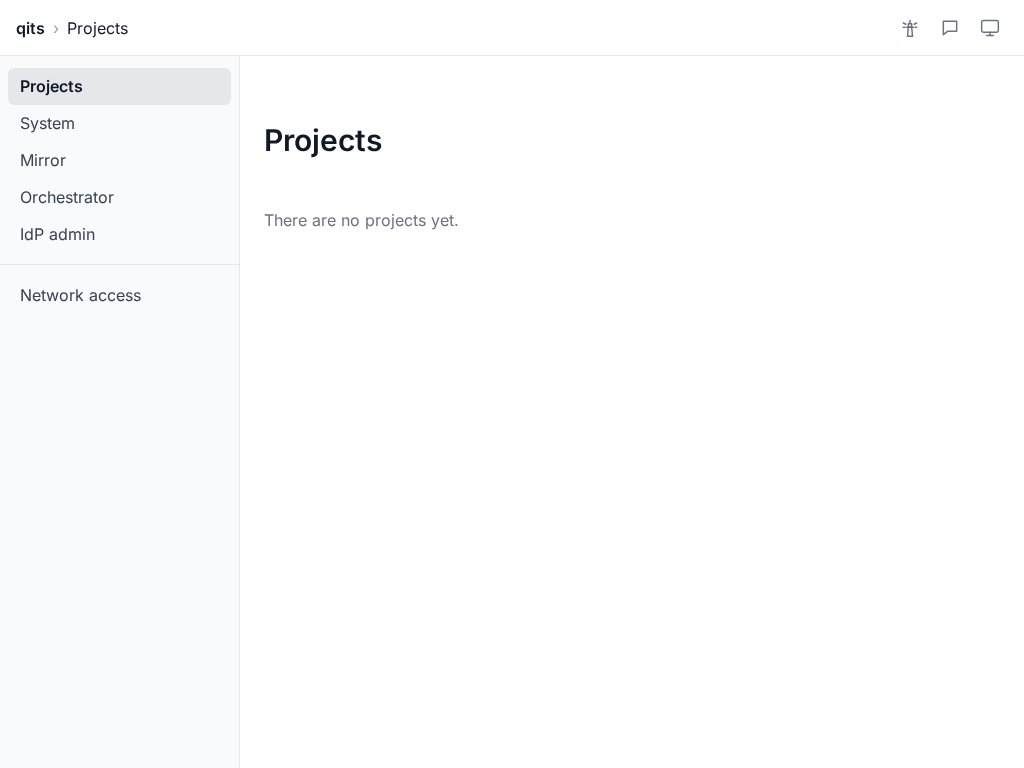 qits › Projects
Projects
System
Mirror
Orchestrator
IdP admin
Network access
Projects
There are no projects yet.